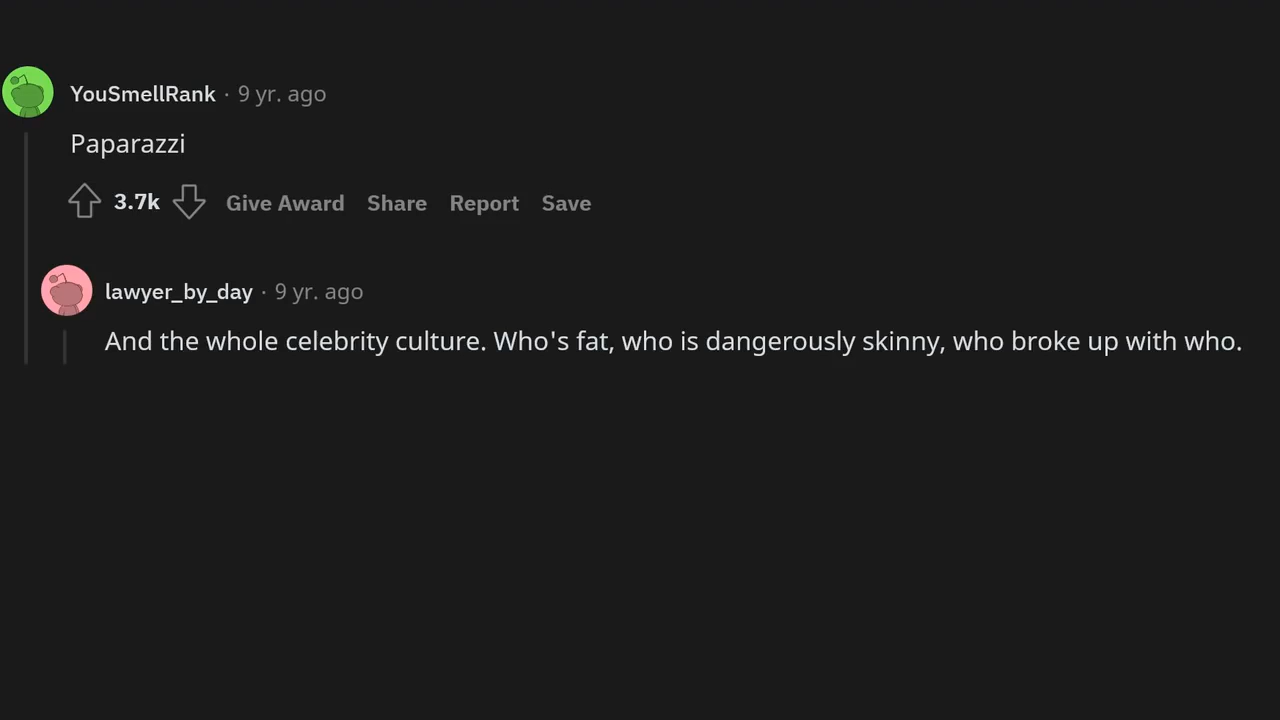 YouSmellRank · 9 yr. ago
Paparazzi
3.7k Give Award Share Report Save
lawyer_by_day · 9 yr. ago
And the whole celebrity culture. Who's fat, who is dangerously skinny, who broke up with who.